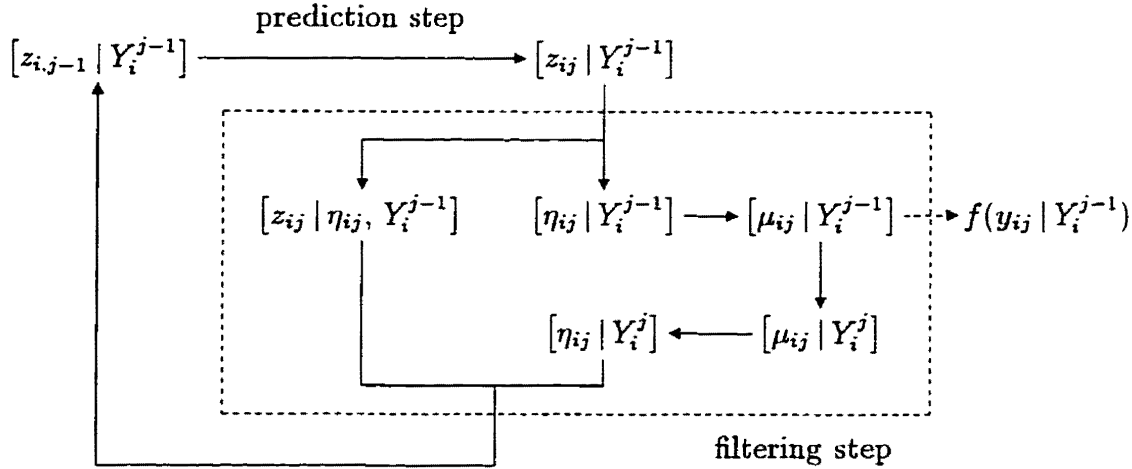 prediction step
[z_{i,j-1} | Y_i^{j-1}] [z_{ij} | Y_i^{j-1}]
[z_{ij} | η_{ij}, Y_i^{j-1}] [η_{ij} | Y_i^{j-1}] [μ_{ij} | Y_i^{j-1}] f(y_{ij} | Y_i^{j-1})
[η_{ij} | Y_i^j] [μ_{ij} | Y_i^j]
filtering step